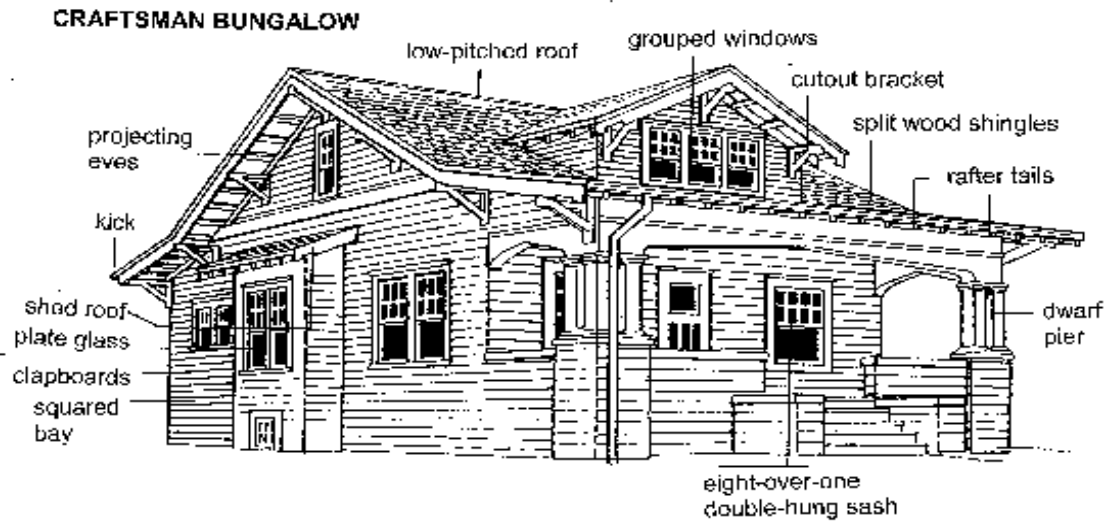 CRAFTSMAN BUNGALOW
low-pitched roof
grouped windows
cutout bracket
split wood shingles
rafter tails
projecting
eves
kick
shed roof
plate glass
clapboards
squared
bay
dwarf
pier
eight-over-one
double-hung sash